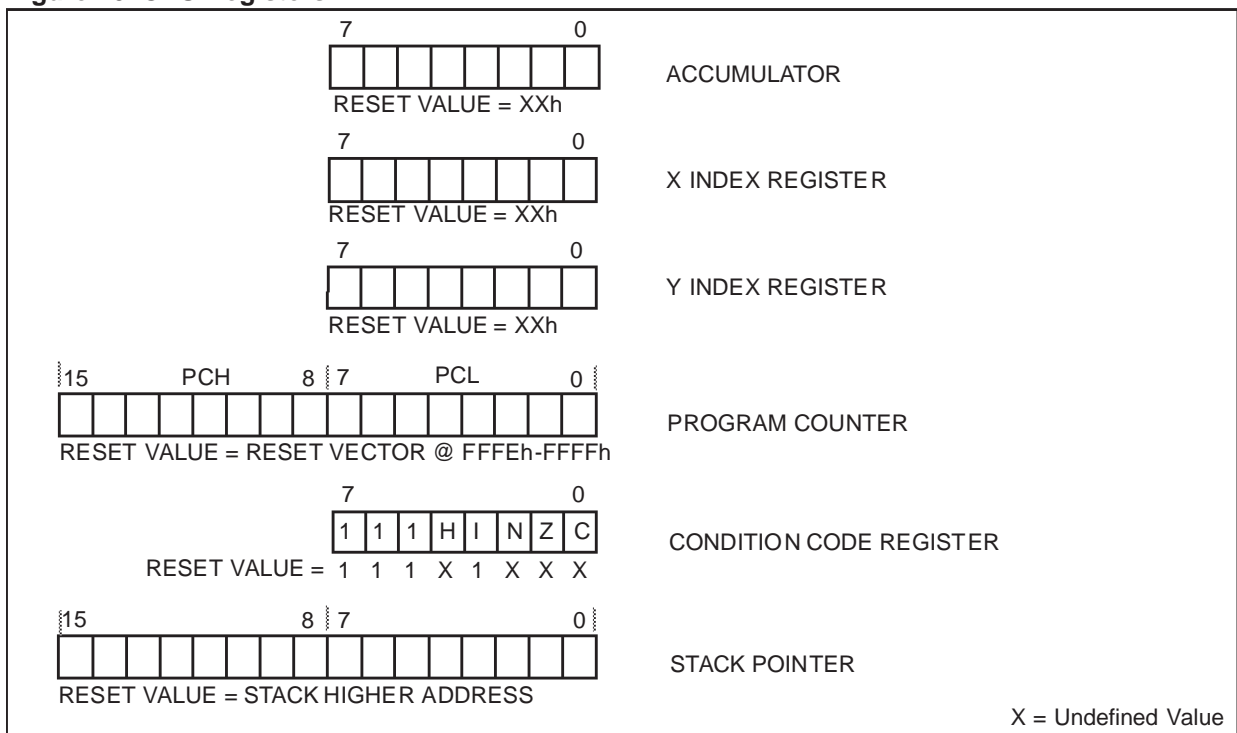 7 0
ACCUMULATOR
RESET VALUE = XXh
7 0
X INDEX REGISTER
RESET VALUE = XXh
7 0
Y INDEX REGISTER
RESET VALUE = XXh
15 PCH 8 7 PCL 0
PROGRAM COUNTER
RESET VALUE = RESET VECTOR @ FFFEh-FFFFh
7 0
1 1 1 H I N Z C
CONDITION CODE REGISTER
RESET VALUE = 1 1 1 X 1 X X X
15 8 7 0
STACK POINTER
RESET VALUE = STACK HIGHER ADDRESS
X = Undefined Value